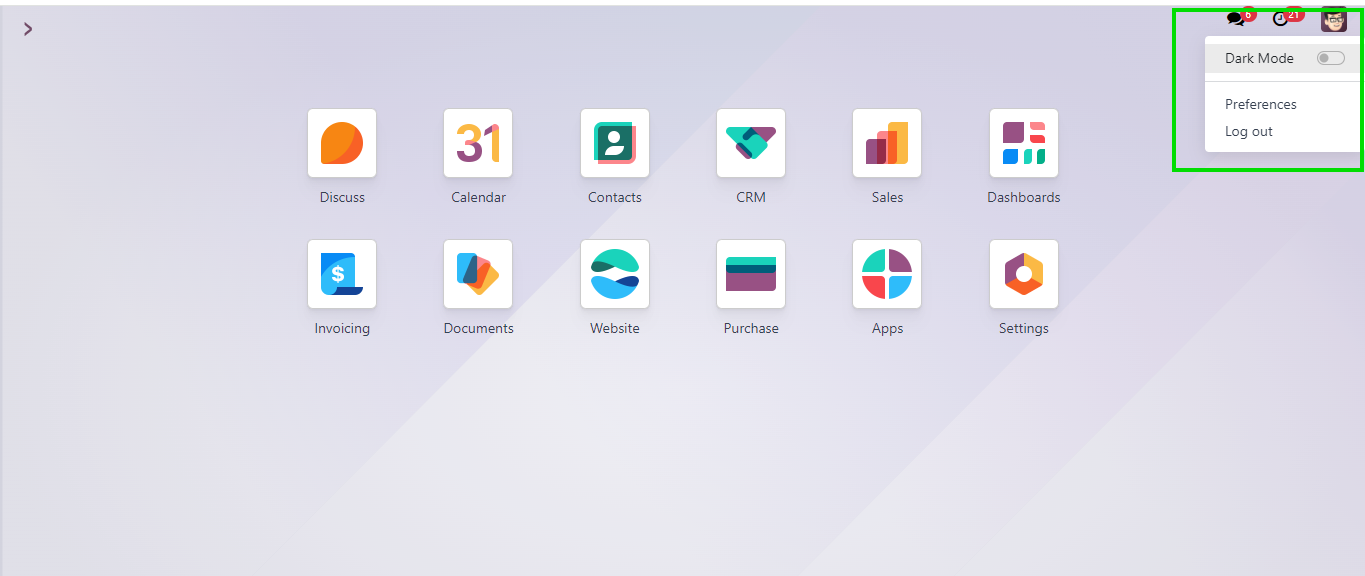 6
21
Dark Mode
Preferences
Log out
31
Discuss
Calendar
Contacts
CRM
Sales
Dashboards
$
Invoicing
Documents
Website
Purchase
Apps
Settings